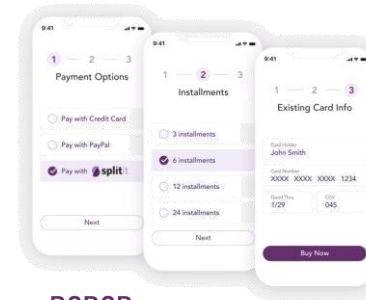 9:41
1 2 3
Payment Options
Pay with Credit Card
Pay with PayPal
Pay with splitit
Next
9:41
1 2 3
Installments
3 installments
6 installments
12 installments
24 installments
Next
9:41
1 2 3
Existing Card Info
Card Holder
John Smith
Card Number
XXXX XXXX XXXX 1234
Good Thru
1/29
CCV
045
Buy Now